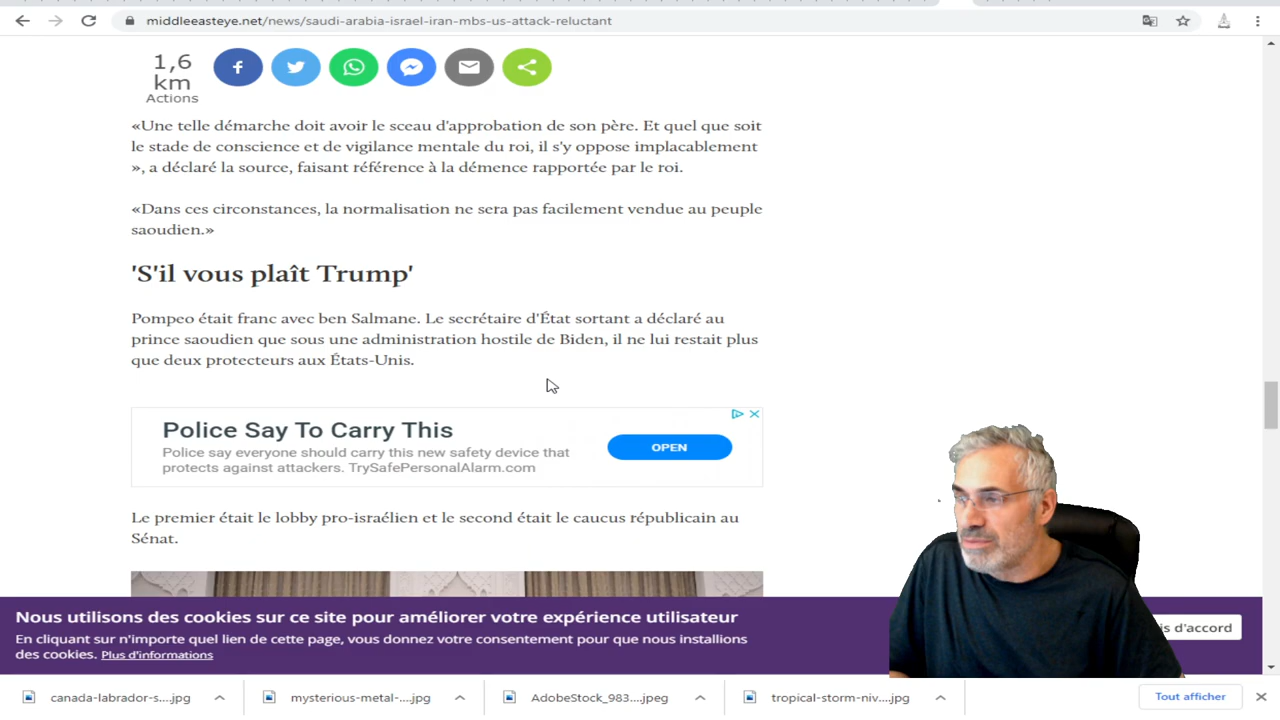 middleeasteye.net/news/saudi-arabia-israel-iran-mbs-us-attack-reluctant
1,6
km
Actions
«Une telle démarche doit avoir le sceau d'approbation de son père. Et quel que soit
le stade de conscience et de vigilance mentale du roi, il s'y oppose implacablement
», a déclaré la source, faisant référence à la démence rapportée par le roi.
«Dans ces circonstances, la normalisation ne sera pas facilement vendue au peuple
saoudien.»
'S'il vous plaît Trump'
Pompeo était franc avec ben Salmane. Le secrétaire d'État sortant a déclaré au
prince saoudien que sous une administration hostile de Biden, il ne lui restait plus
que deux protecteurs aux États-Unis.
Police Say To Carry This
Police say everyone should carry this new safety device that
protects against attackers. TrySafePersonalAlarm.com
OPEN
Le premier était le lobby pro-israélien et le second était le caucus républicain au
Sénat.
Nous utilisons des cookies sur ce site pour améliorer votre expérience utilisateur
En cliquant sur n'importe quel lien de cette page, vous donnez votre consentement pour que nous installions
des cookies. Plus d'informations
is d'accord
canada-labrador-s....jpg
mysterious-metal-....jpg
AdobeStock_983....jpeg
tropical-storm-niv....jpg
Tout afficher